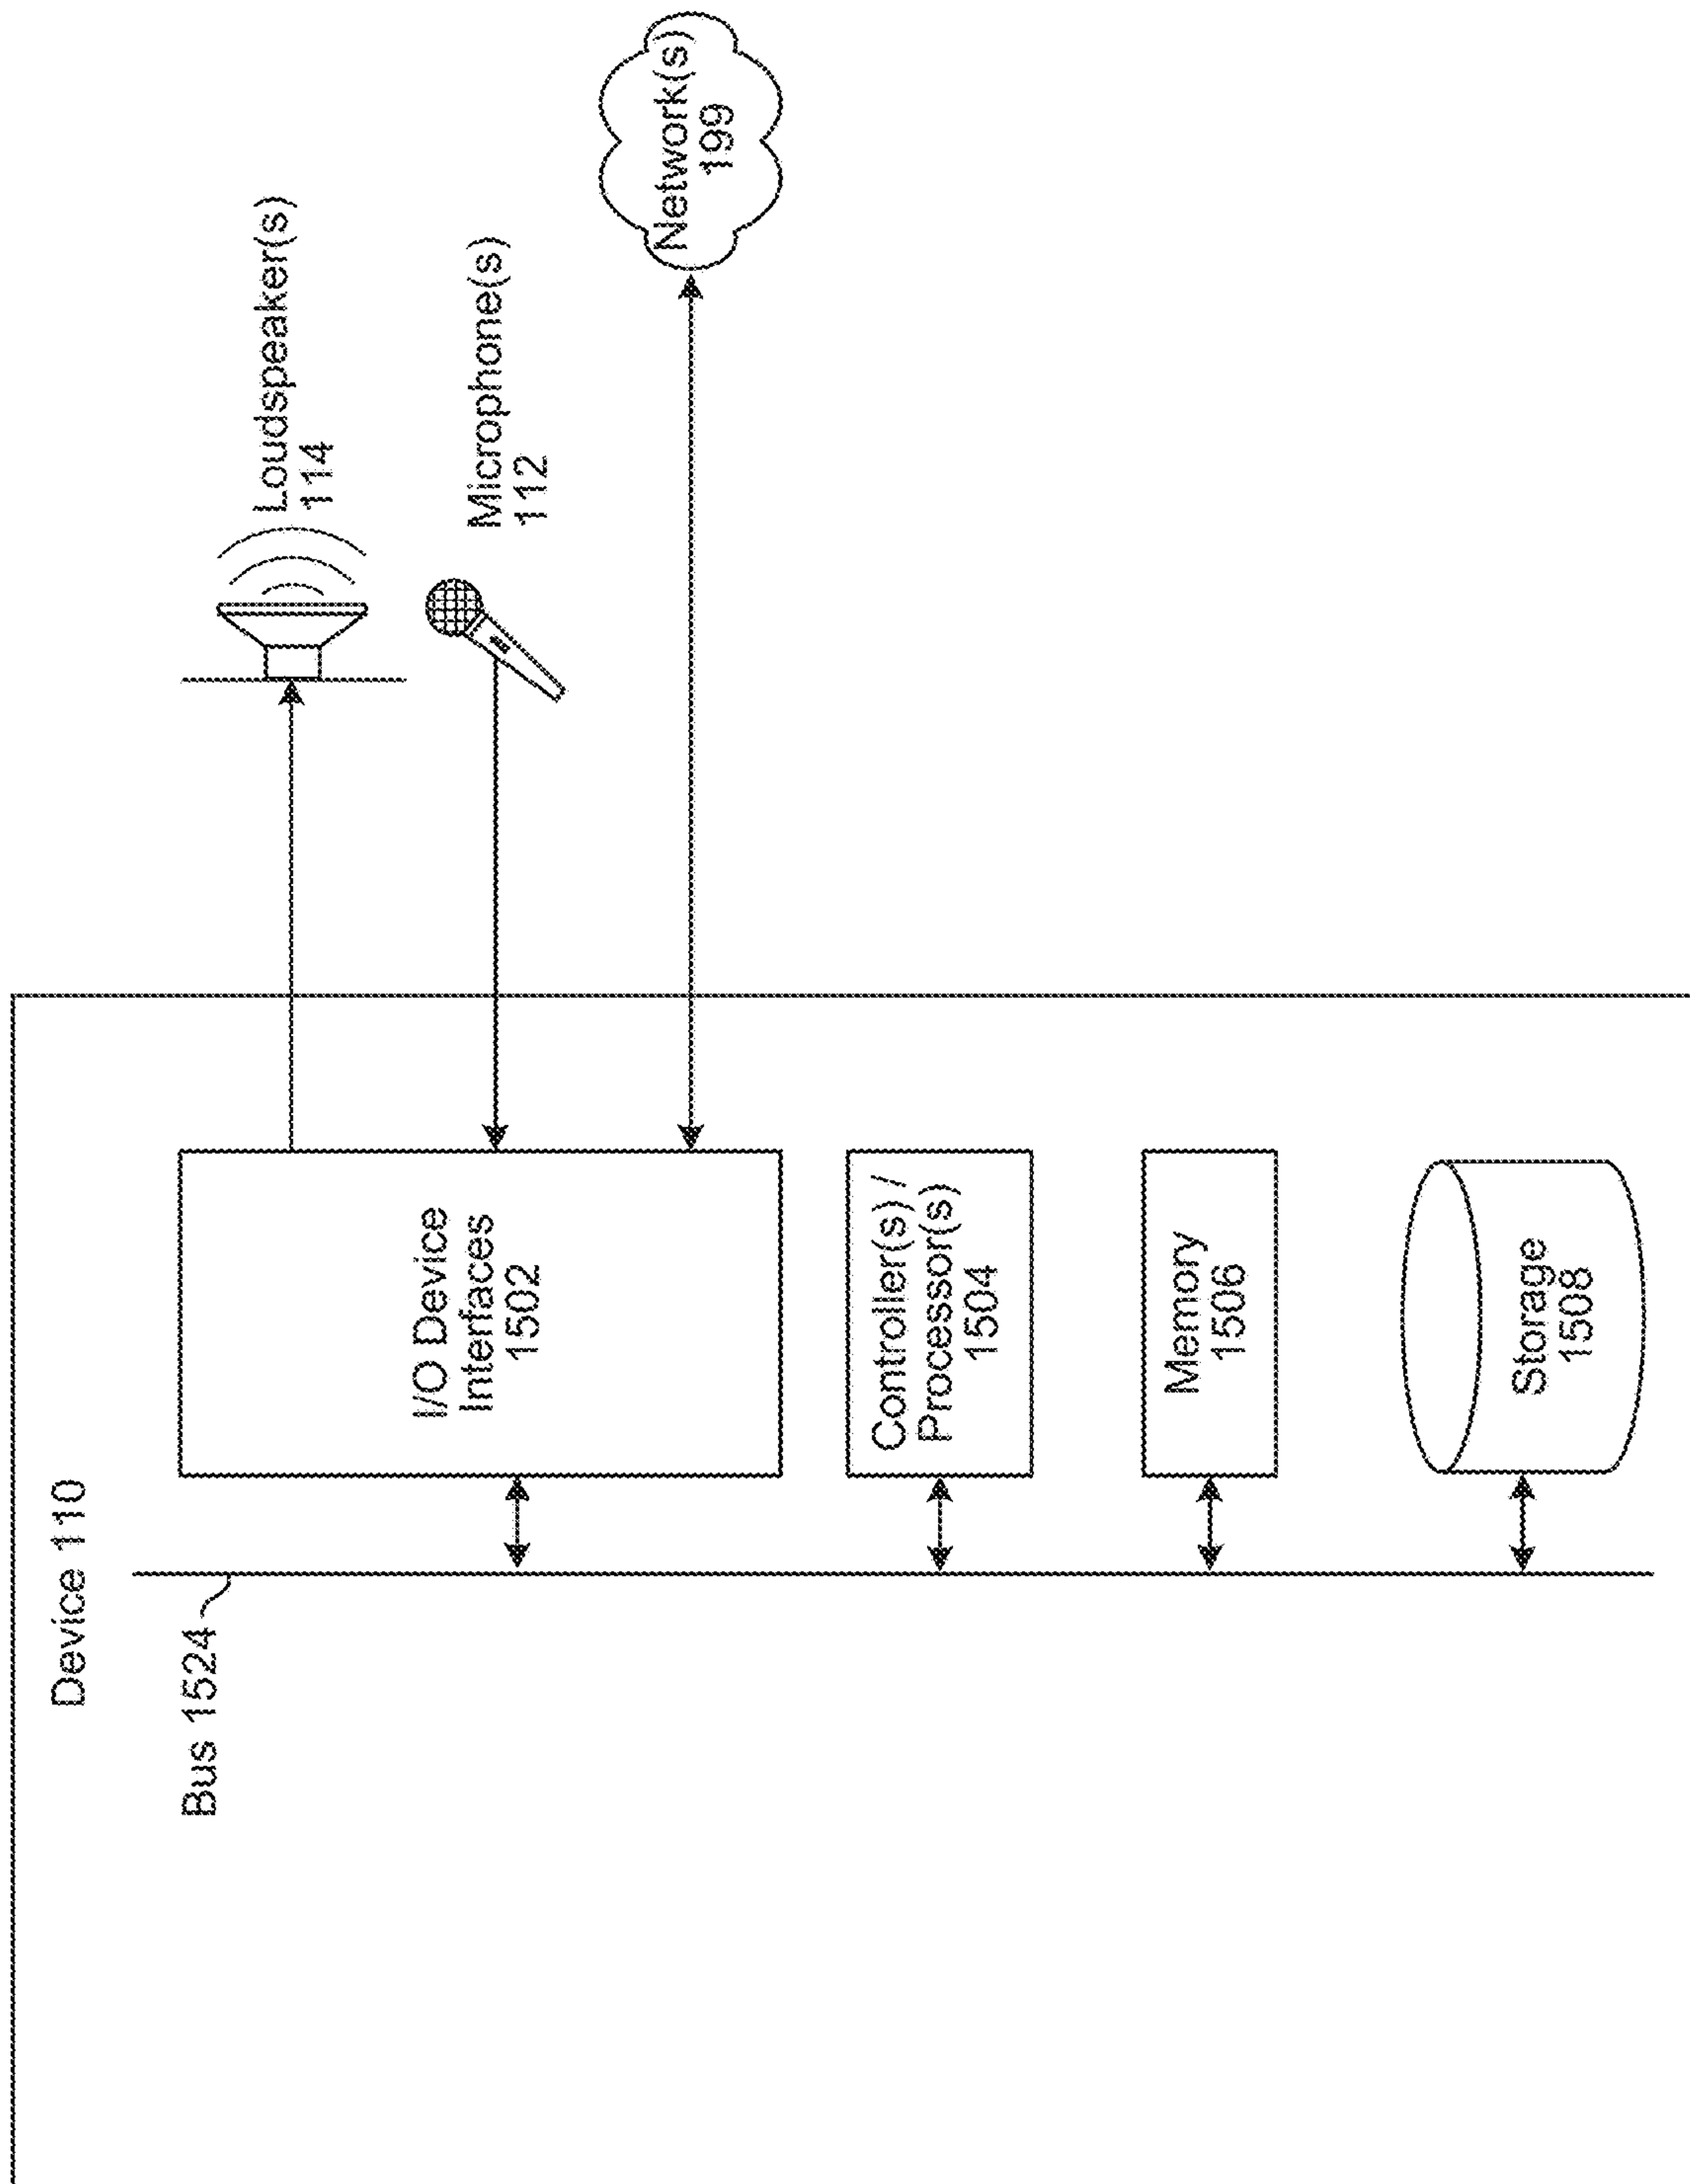 Device 110
Bus 1524
I/O Device
Interfaces
1502
Loudspeaker(s)
114
Microphone(s)
112
Network(s)
199
Controller(s) /
Processor(s)
1504
Memory
1506
Storage
1508